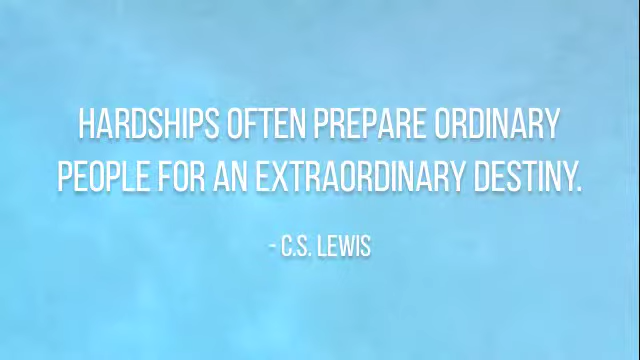 HARDSHIPS OFTEN PREPARE ORDINARY
PEOPLE FOR AN EXTRAORDINARY DESTINY.
- C.S. LEWIS